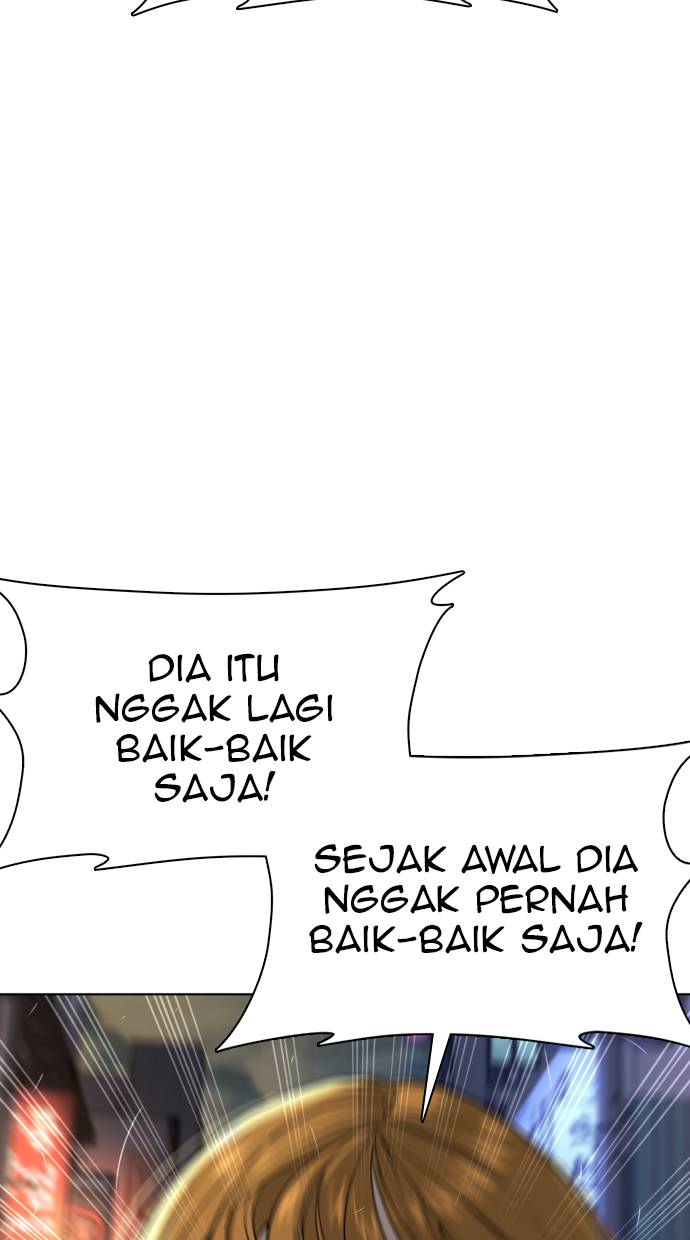 DIA ITU
NGGAK LAGI
BAIK-BAIK
SAJA!
SEJAK AWAL DIA
NGGAK PERNAH
BAIK-BAIK SAJA!